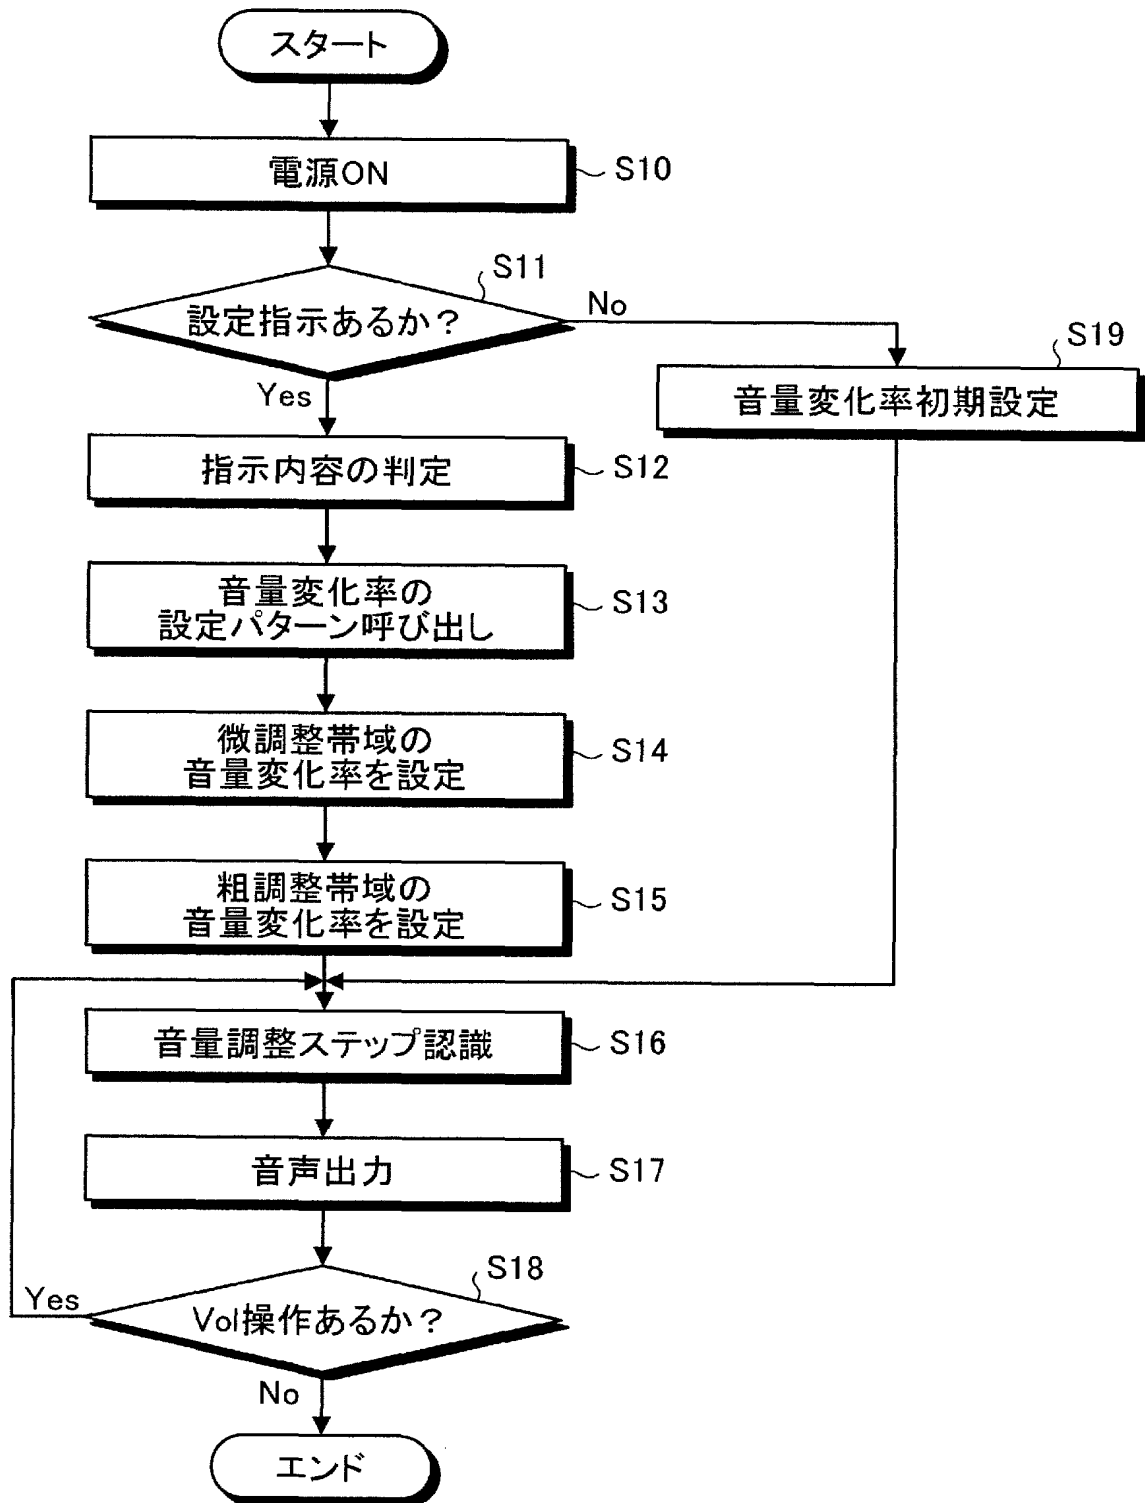 スタート
電源ON
S10
S11
設定指示あるか？
No
Yes
S19
音量変化率初期設定
指示内容の判定
S12
音量変化率の
設定パターン呼び出し
S13
微調整帯域の
音量変化率を設定
S14
粗調整帯域の
音量変化率を設定
S15
音量調整ステップ認識
S16
音声出力
S17
S18
Yes
Vol操作あるか？
No
エンド